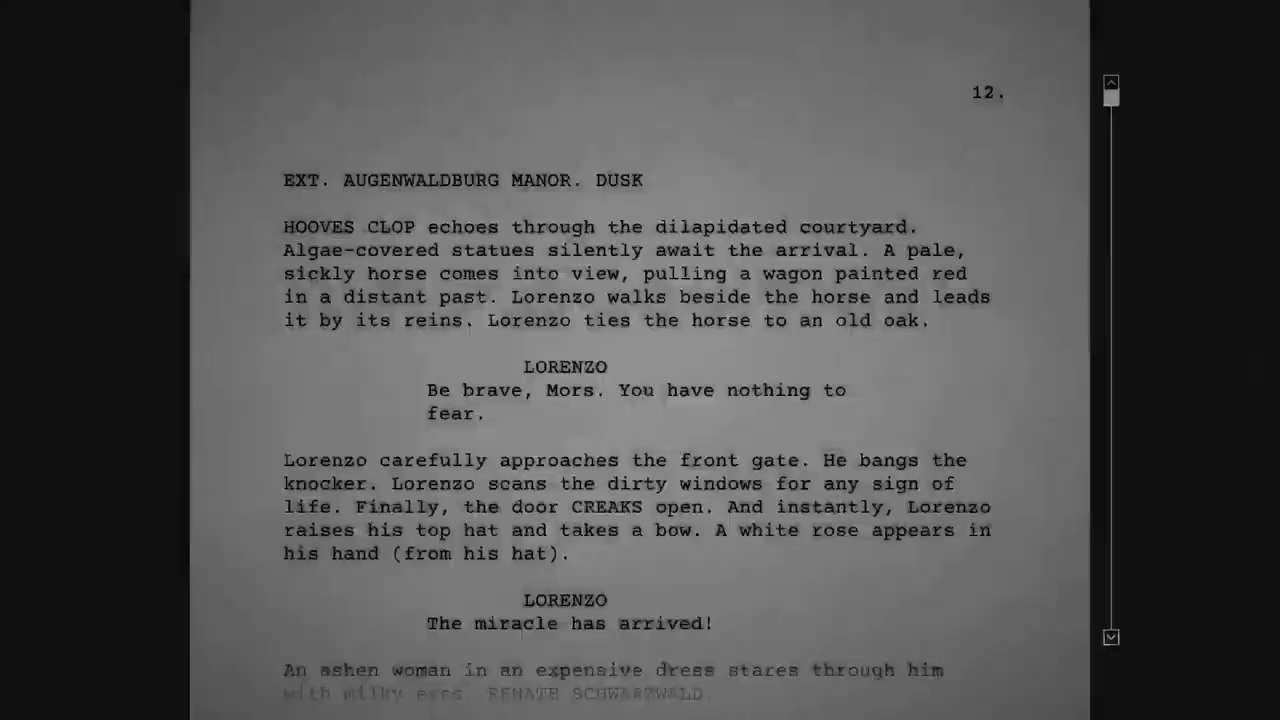 12.
EXT. AUGENWALDBURG MANOR. DUSK
HOOVES CLOP echoes through the dilapidated courtyard.
Algae-covered statues silently await the arrival. A pale,
sickly horse comes into view, pulling a wagon painted red
in a distant past. Lorenzo walks beside the horse and leads
it by its reins. Lorenzo ties the horse to an old oak.
LORENZO
Be brave, Mors. You have nothing to
fear.
Lorenzo carefully approaches the front gate. He bangs the
knocker. Lorenzo scans the dirty windows for any sign of
life. Finally, the door CREAKS open. And instantly, Lorenzo
raises his top hat and takes a bow. A white rose appears in
his hand (from his hat).
LORENZO
The miracle has arrived!
An ashen woman in an expensive dress stares through him
with milky eyes. RENATE SCHWARZWALD.